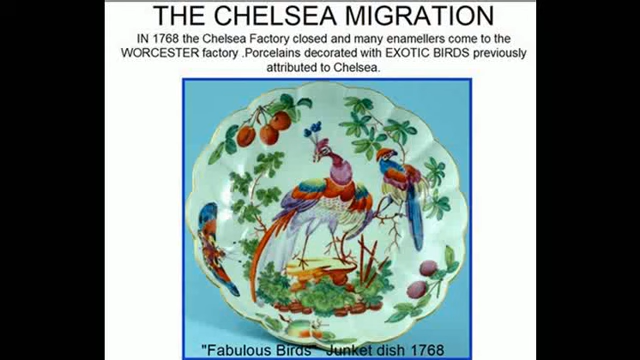 THE CHELSEA MIGRATION
IN 1768 the Chelsea Factory closed and many enamellers come to the
WORCESTER factory .Porcelains decorated with EXOTIC BIRDS previously
attributed to Chelsea.
"Fabulous Birds" Junket dish 1768